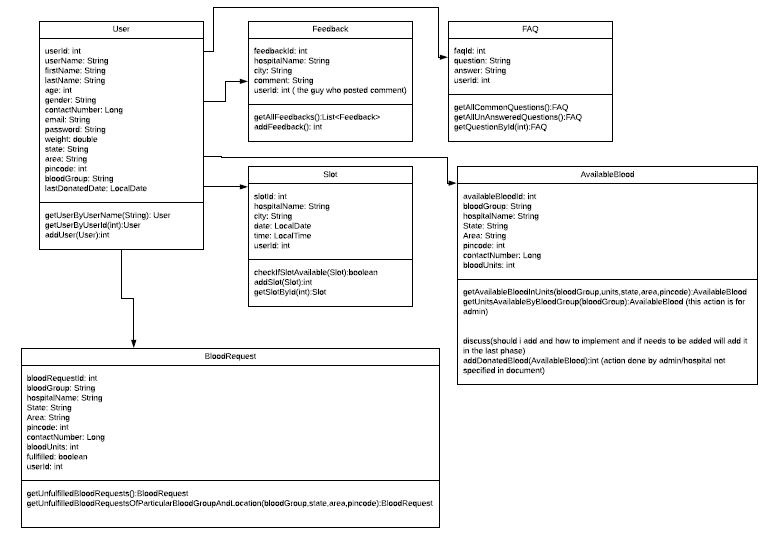 User
userId: int
userName: String
firstName: String
lastName: String
age: int
gender: String
contactNumber: Long
email: String
password: String
weight: double
state: String
area: String
pincode: int
bloodGroup: String
lastDonatedDate: LocalDate
getUserByUserName(String): User
getUserByUserId(int):User
addUser(User):int
Feedback
feedbackId: int
hospitalName: String
city: String
comment: String
userId: int ( the guy who posted comment)
getAllFeedbacks():List<Feedback>
addFeedback(): int
FAQ
faqId: int
question: String
answer: String
userId: int
getAllCommonQuestions():FAQ
getAllUnAnsweredQuestions():FAQ
getQuestionById(int):FAQ
Slot
slotId: int
hospitalName: String
city: String
date: LocalDate
time: LocalTime
userId: int
checkIfSlotAvailable(Slot):boolean
addSlot(Slot):int
getSlotById(int):Slot
AvailableBlood
availableBloodId: int
bloodGroup: String
hospitalName: String
State: String
Area: String
pincode: int
contactNumber: Long
bloodUnits: int
getAvailableBloodInUnits(bloodGroup,units,state,area,pincode):AvailableBlood
getUnitsAvailableByBloodGroup(bloodGroup):AvailableBlood (this action is for
admin)
discuss(should i add and how to implement and if needs to be added will add it
in the last phase)
addDonatedBlood(AvailableBlood):int (action done by admin/hospital not
specified in document)
BloodRequest
bloodRequestId: int
bloodGroup: String
hospitalName: String
State: String
Area: String
pincode: int
contactNumber: Long
bloodUnits: int
fullfilled: boolean
userId: int
getUnfulfilledBloodRequests():BloodRequest
getUnfulfilledBloodRequestsOfParticularBloodGroupAndLocation(bloodGroup,state,area,pincode):BloodRequest